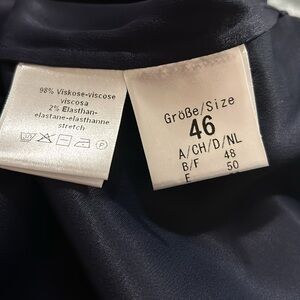 98% Viskose-viscose
viscosa
2% Elasthan-
elastane-elasthanne
stretch
P
Größe/Size
46
A/CH/D/NL
B/F 48
E 50